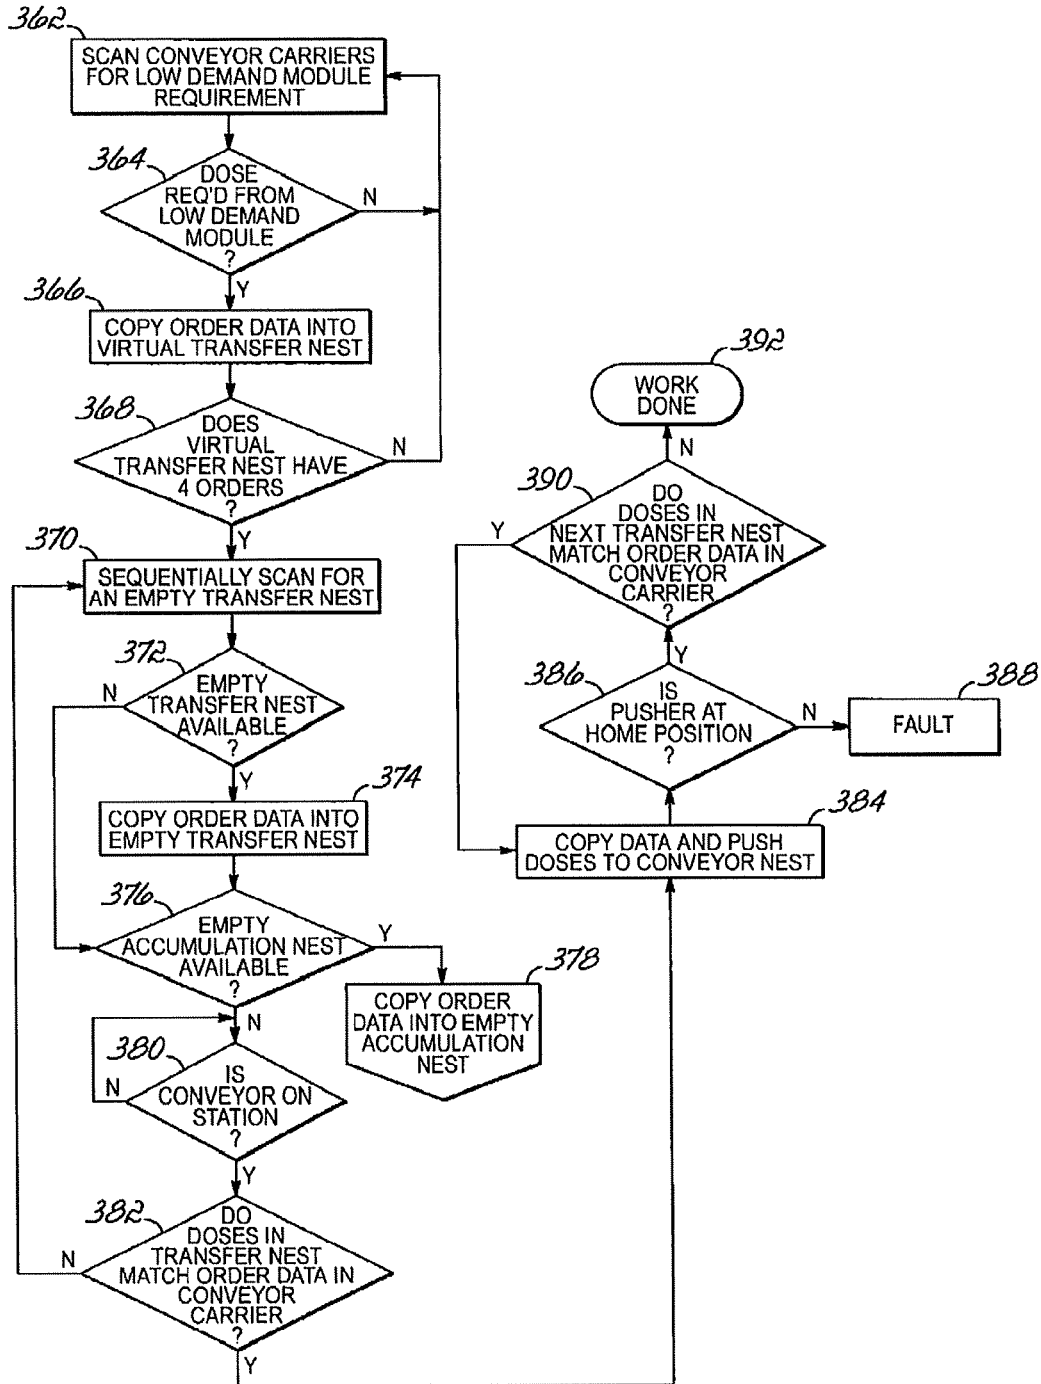 362
SCAN CONVEYOR CARRIERS
FOR LOW DEMAND MODULE
REQUIREMENT
364
DOSE
REQ'D FROM
LOW DEMAND
MODULE
?
N
Y
366
COPY ORDER DATA INTO
VIRTUAL TRANSFER NEST
368
DOES
VIRTUAL
TRANSFER NEST HAVE
4 ORDERS
?
N
Y
370
SEQUENTIALLY SCAN FOR
AN EMPTY TRANSFER NEST
372
EMPTY
TRANSFER NEST
AVAILABLE
?
N
Y
374
COPY ORDER DATA INTO
EMPTY TRANSFER NEST
376
EMPTY
ACCUMULATION NEST
AVAILABLE
?
Y
N
378
COPY ORDER
DATA INTO EMPTY
ACCUMULATION
NEST
380
IS
CONVEYOR ON
STATION
?
N
Y
382
DO
DOSES IN
TRANSFER NEST
MATCH ORDER DATA IN
CONVEYOR
CARRIER
?
N
Y
384
COPY DATA AND PUSH
DOSES TO CONVEYOR NEST
386
IS
PUSHER AT
HOME POSITION
?
N
Y
388
FAULT
390
DO
DOSES IN
NEXT TRANSFER NEST
MATCH ORDER DATA IN
CONVEYOR
CARRIER
?
Y
N
392
WORK
DONE